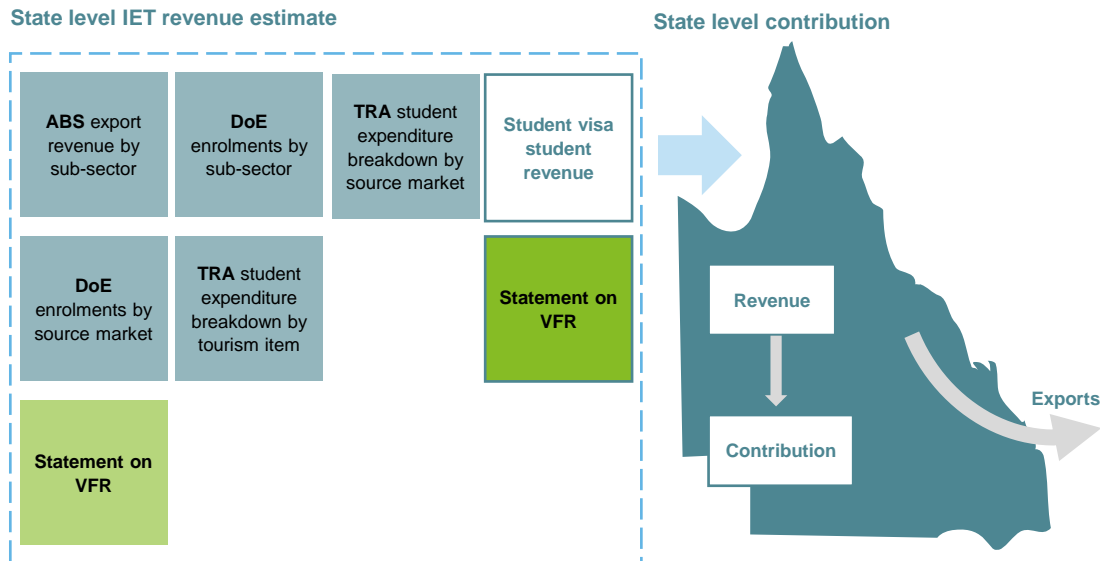 State level IET revenue estimate
State level contribution
ABS export
revenue by
sub-sector
DoE
enrolments by
sub-sector
TRA student
expenditure
breakdown by
source market
Student visa
student
revenue
DoE
enrolments by
source market
TRA student
expenditure
breakdown by
tourism item
Statement on
VFR
Statement on
VFR
Revenue
Contribution
Exports